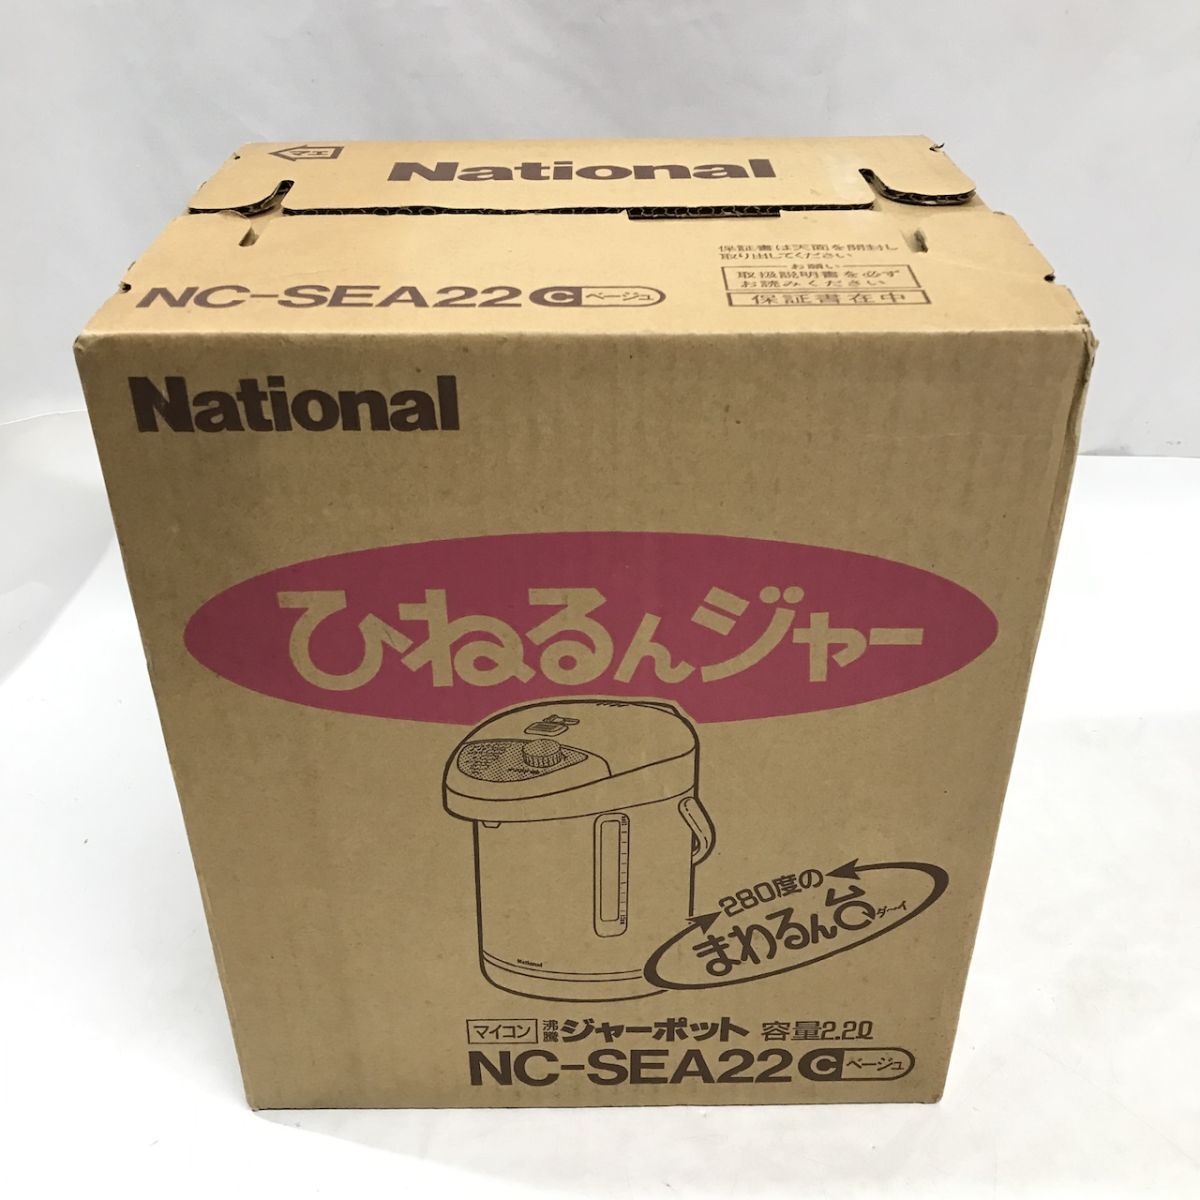 マエ
National
保証書は天面を開封し
取り出してください
お願い
取扱説明書を必ず
お読みください
保証書在中
NC-SEA22 C ベージュ
National
ひねるんジャー
280度の
まわるん台
ダ～イ
National
マイコン 沸騰 ジャーポット 容量2.2ℓ
NC-SEA22 C ベージュ